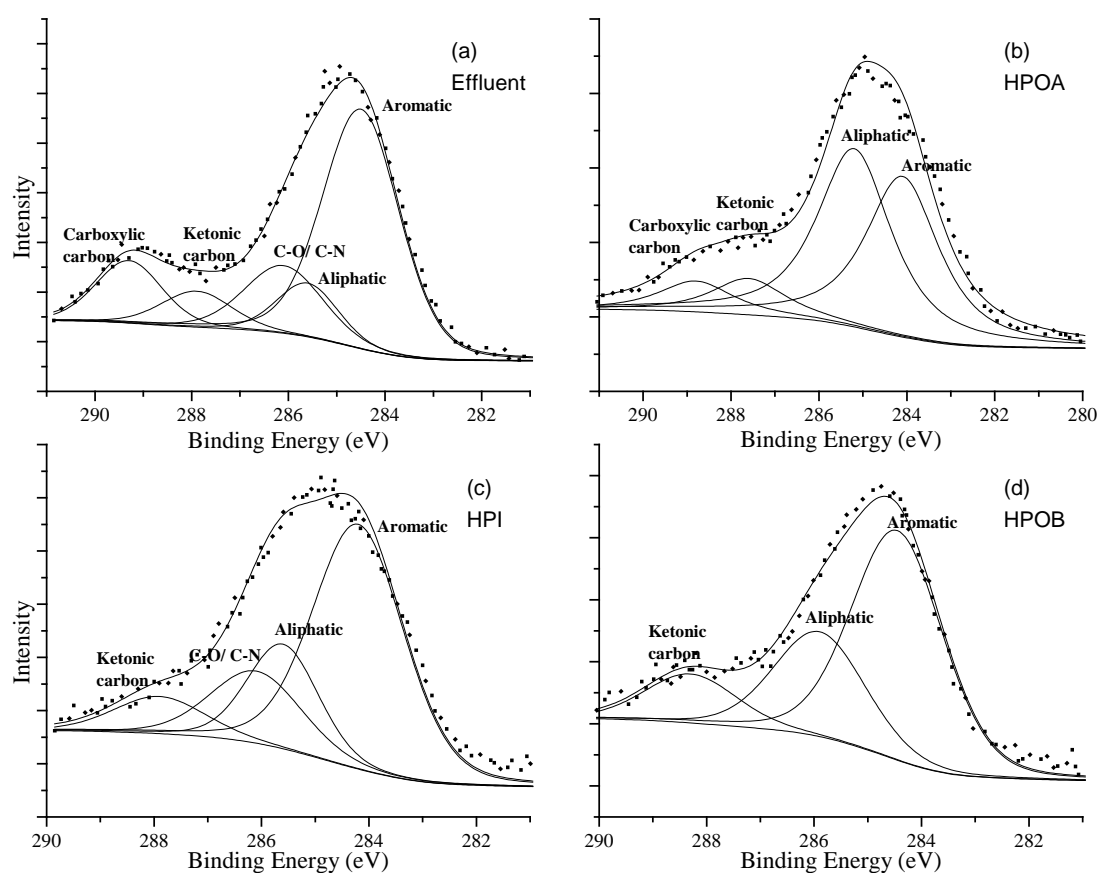 (a)
Effluent
Aromatic
Carboxylic
carbon
Ketonic
carbon
C-O/ C-N
Aliphatic
Intensity
290 288 286 284 282
Binding Energy (eV)
(b)
HPOA
Aliphatic
Aromatic
Ketonic
carbon
Carboxylic
carbon
290 288 286 284 282 280
Binding Energy (eV)
(c)
HPI
Aromatic
Aliphatic
C-O/ C-N
Ketonic
carbon
Intensity
290 288 286 284 282
Binding Energy (eV)
(d)
HPOB
Aromatic
Aliphatic
Ketonic
carbon
290 288 286 284 282
Binding Energy (eV)